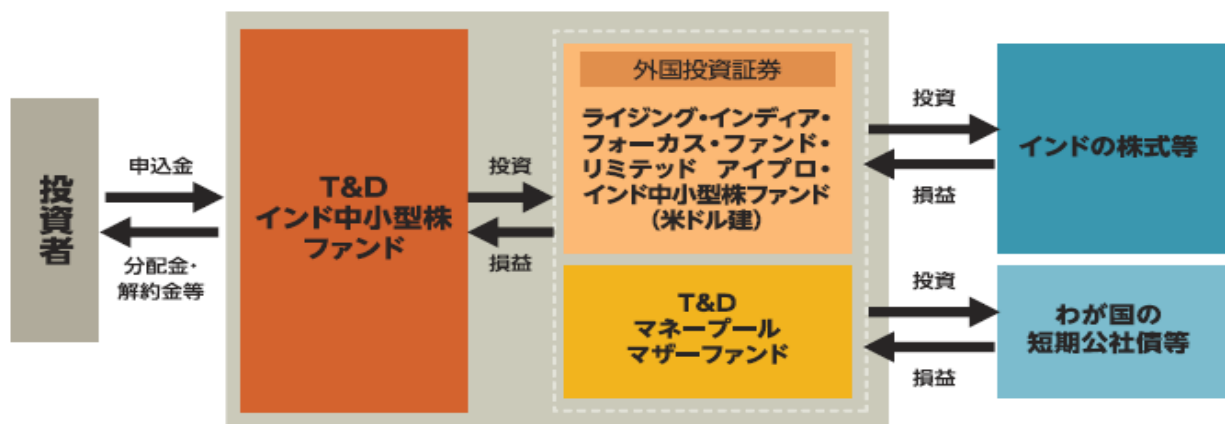 投資者
申込金
分配金・
解約金等
T&D
インド中小型株
ファンド
投資
損益
外国投資証券
ライジング・インディア・
フォーカス・ファンド・
リミテッド アイプロ・
インド中小型株ファンド
（米ドル建）
T&D
マネープール
マザーファンド
投資
損益
インドの株式等
投資
損益
わが国の
短期公社債等